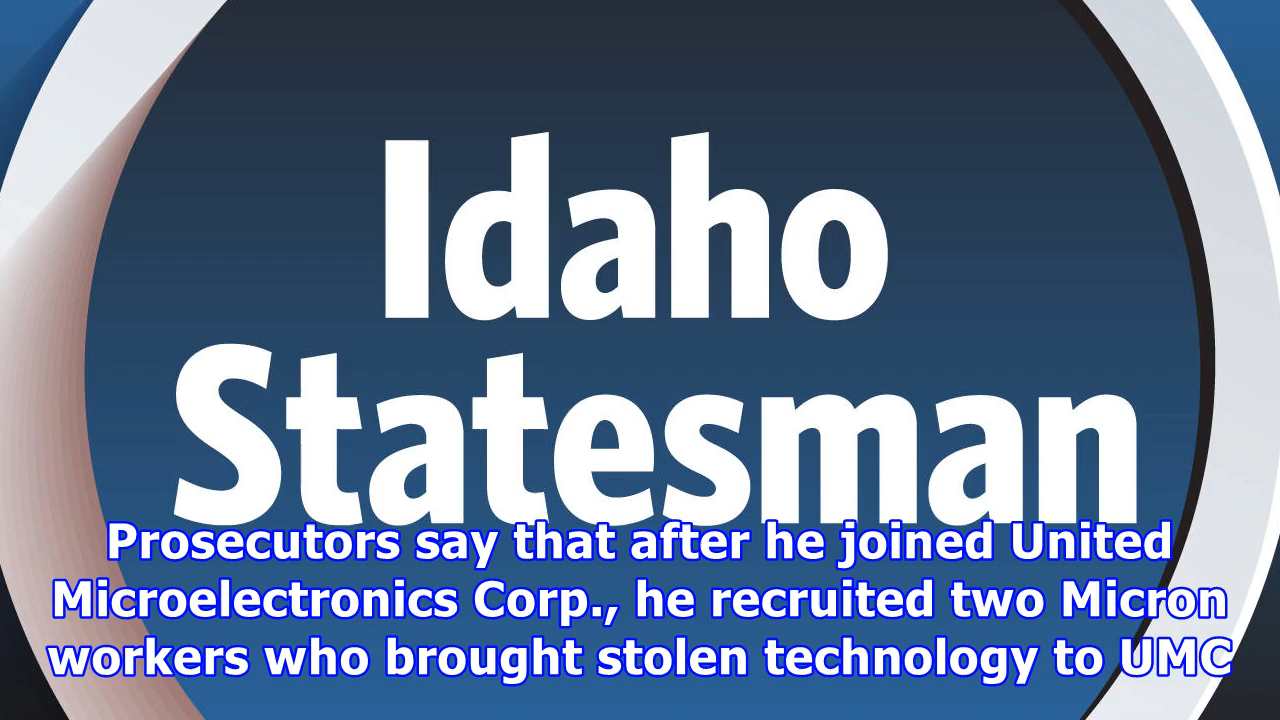 Idaho
Statesman
Prosecutors say that after he joined United
Microelectronics Corp., he recruited two Micron
workers who brought stolen technology to UMC